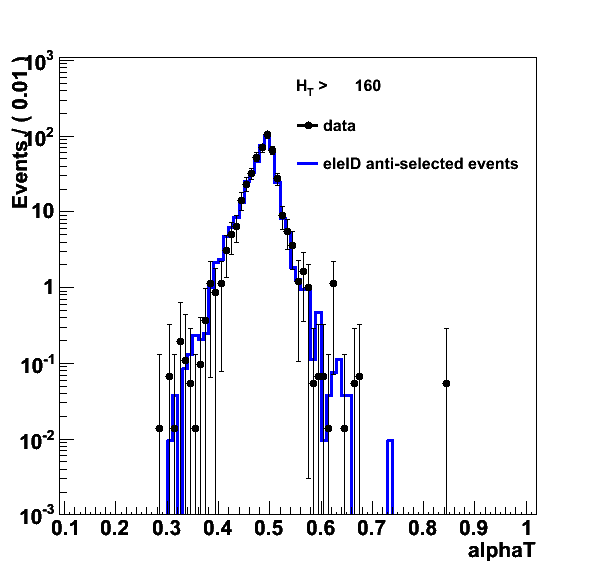 Events / ( 0.01 )
10^3
10^2
10
1
10^-1
10^-2
10^-3
H_T > 160
data
eleID anti-selected events
0.1 0.2 0.3 0.4 0.5 0.6 0.7 0.8 0.9 1
alphaT